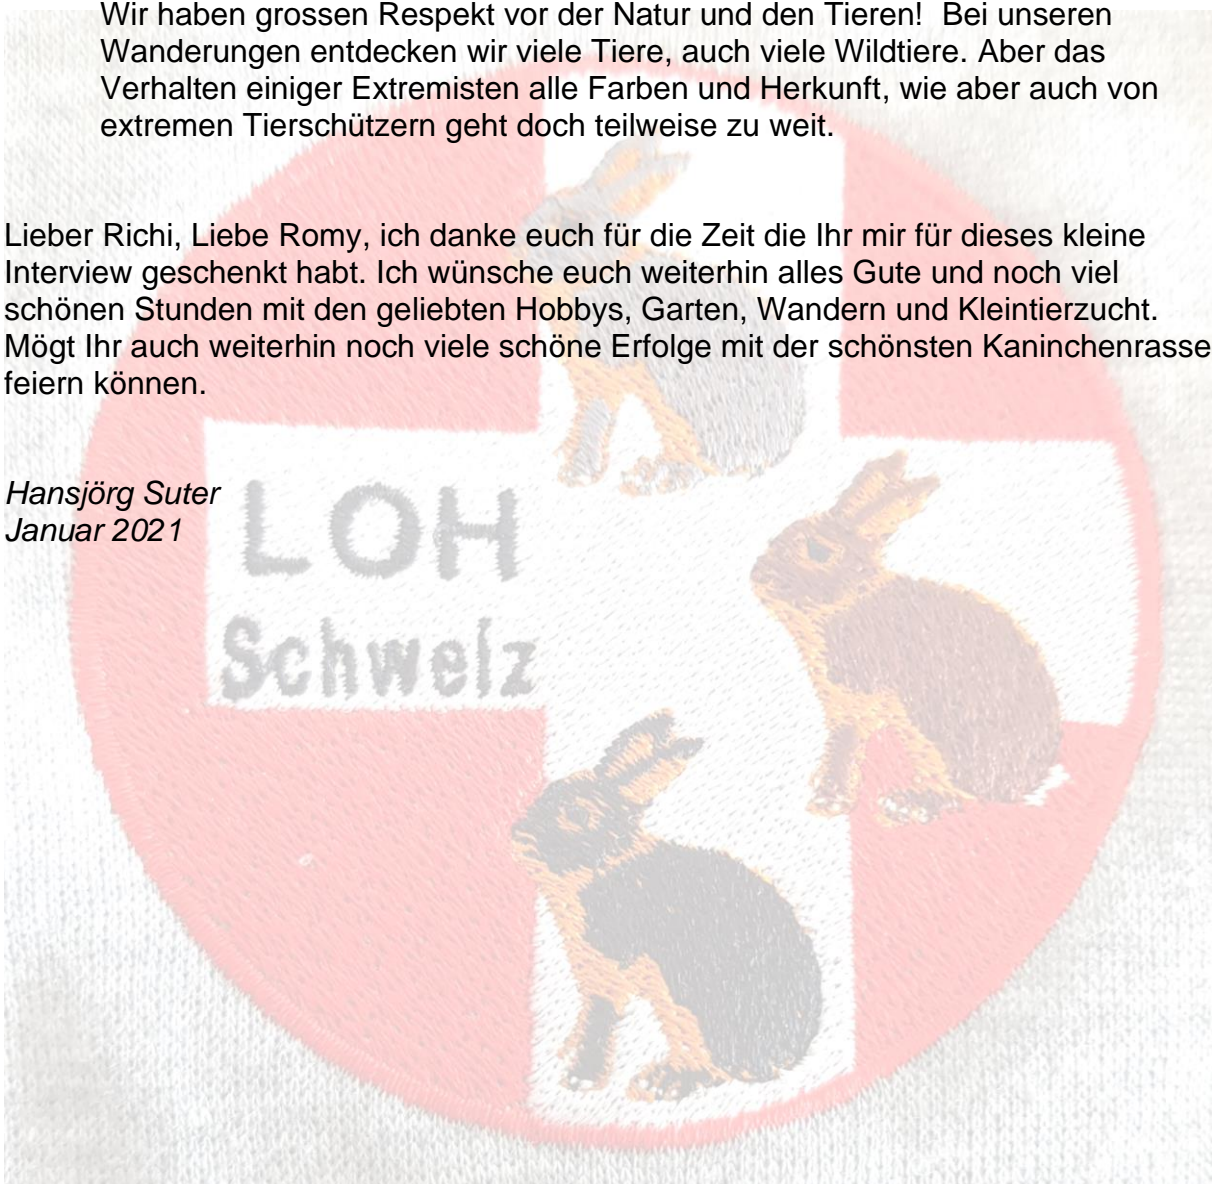 Wir haben grossen Respekt vor der Natur und den Tieren!  Bei unseren
Wanderungen entdecken wir viele Tiere, auch viele Wildtiere. Aber das
Verhalten einiger Extremisten alle Farben und Herkunft, wie aber auch von
extremen Tierschützern geht doch teilweise zu weit.
Lieber Richi, Liebe Romy, ich danke euch für die Zeit die Ihr mir für dieses kleine
Interview geschenkt habt. Ich wünsche euch weiterhin alles Gute und noch viel
schönen Stunden mit den geliebten Hobbys, Garten, Wandern und Kleintierzucht.
Mögt Ihr auch weiterhin noch viele schöne Erfolge mit der schönsten Kaninchenrasse
feiern können.
Hansjörg Suter
Januar 2021
LOH
Schweiz